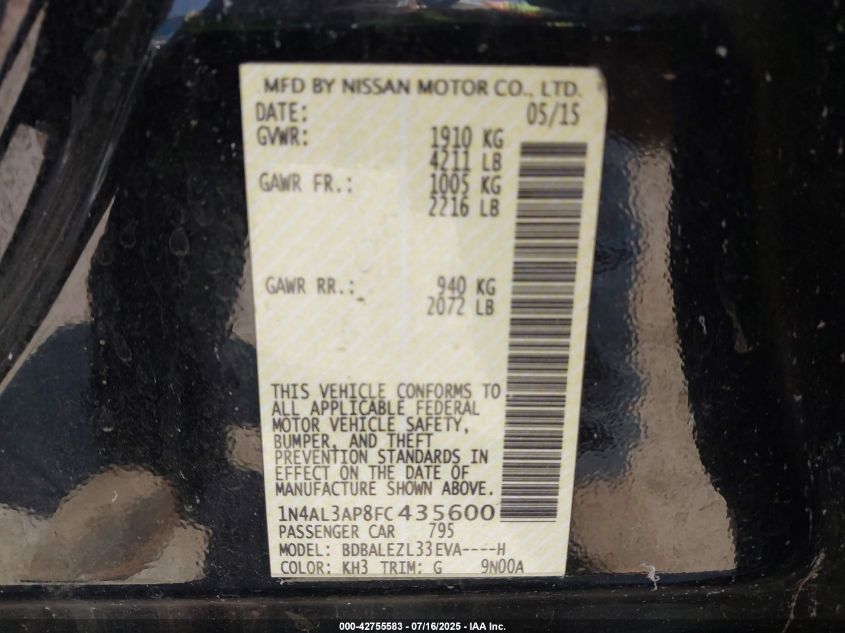 MFD BY NISSAN MOTOR CO., LTD.
DATE: 05/15
GVWR: 1910 KG
4211 LB
GAWR FR.: 1005 KG
2216 LB
GAWR RR.: 940 KG
2072 LB
THIS VEHICLE CONFORMS TO
ALL APPLICABLE FEDERAL
MOTOR VEHICLE SAFETY,
BUMPER, AND THEFT
PREVENTION STANDARDS IN
EFFECT ON THE DATE OF
MANUFACTURE SHOWN ABOVE.
1N4AL3AP8FC435600
PASSENGER CAR 795
MODEL: BDBALEZL33EVA----H
COLOR: KH3 TRIM: G 9N00A
000-42755583 - 07/16/2025 - IAA Inc.